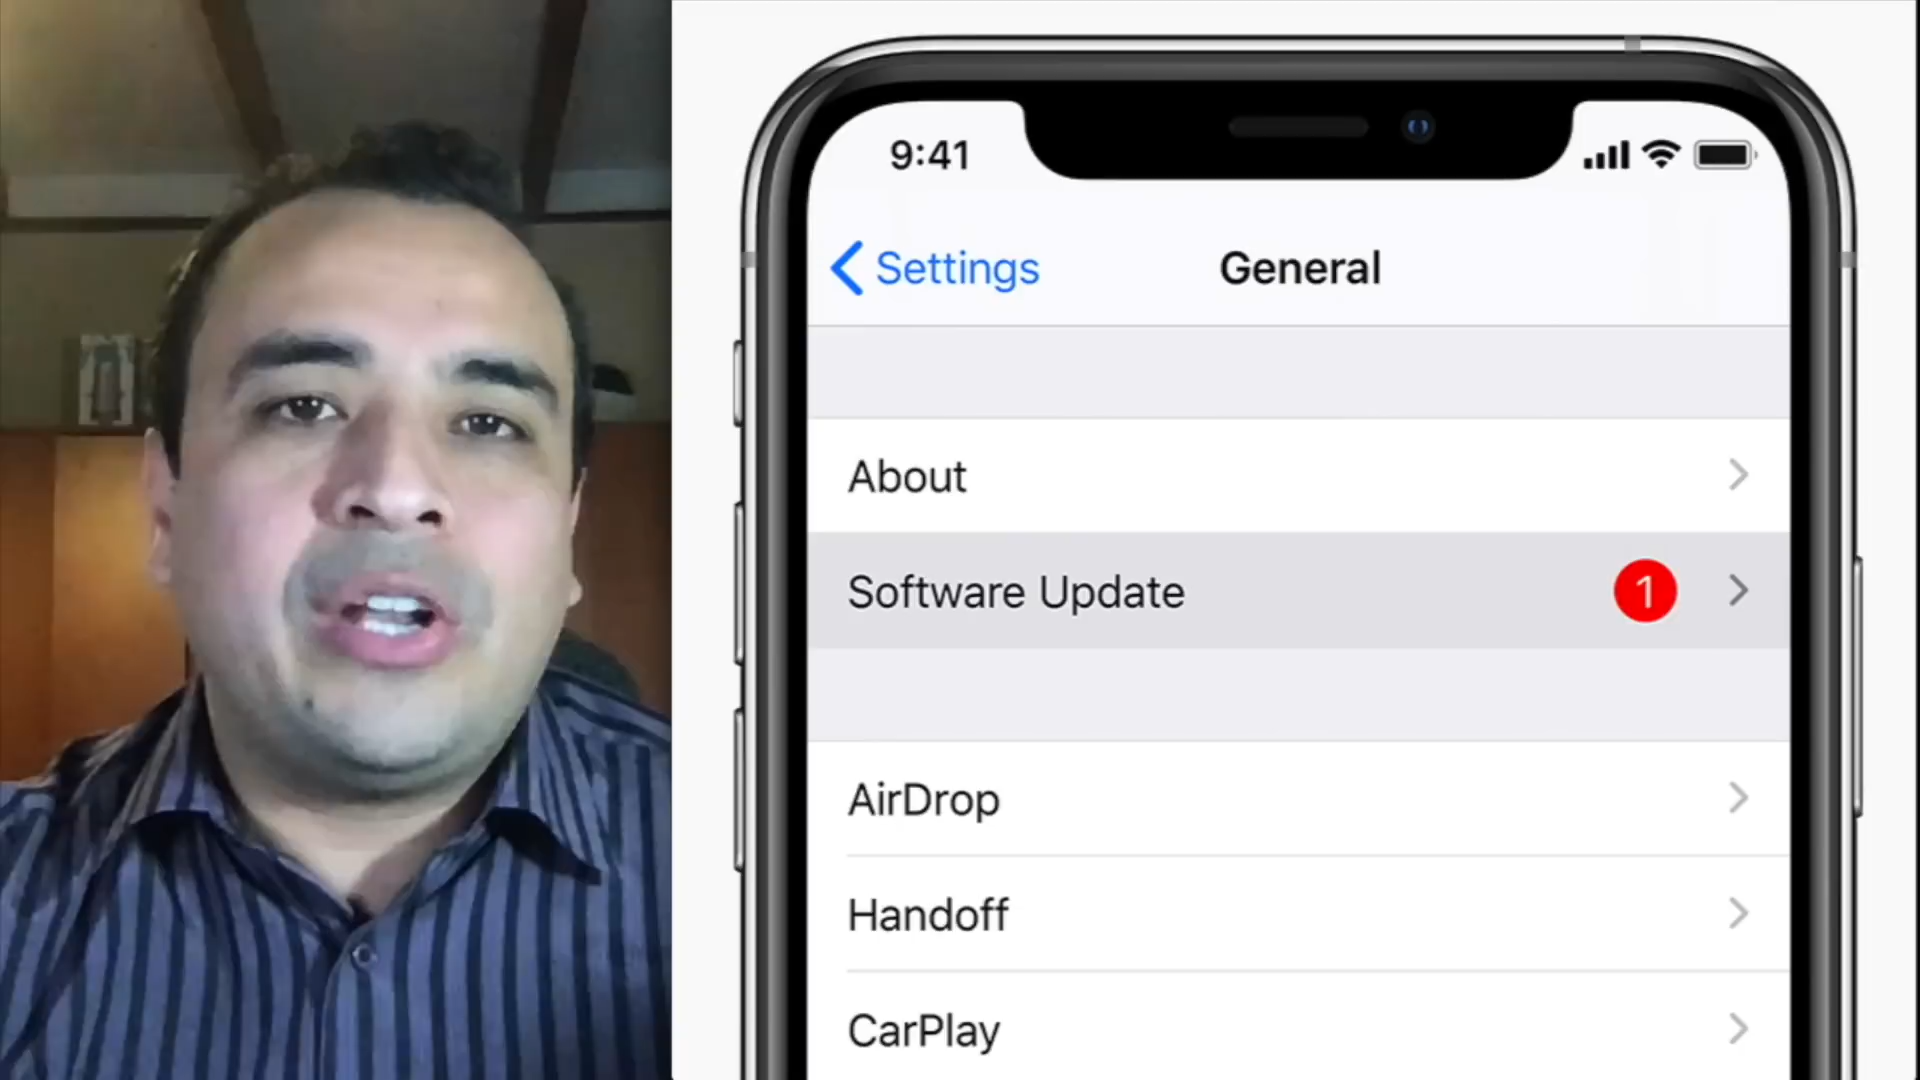 9:41
Settings
General
About
Software Update
1
AirDrop
Handoff
CarPlay